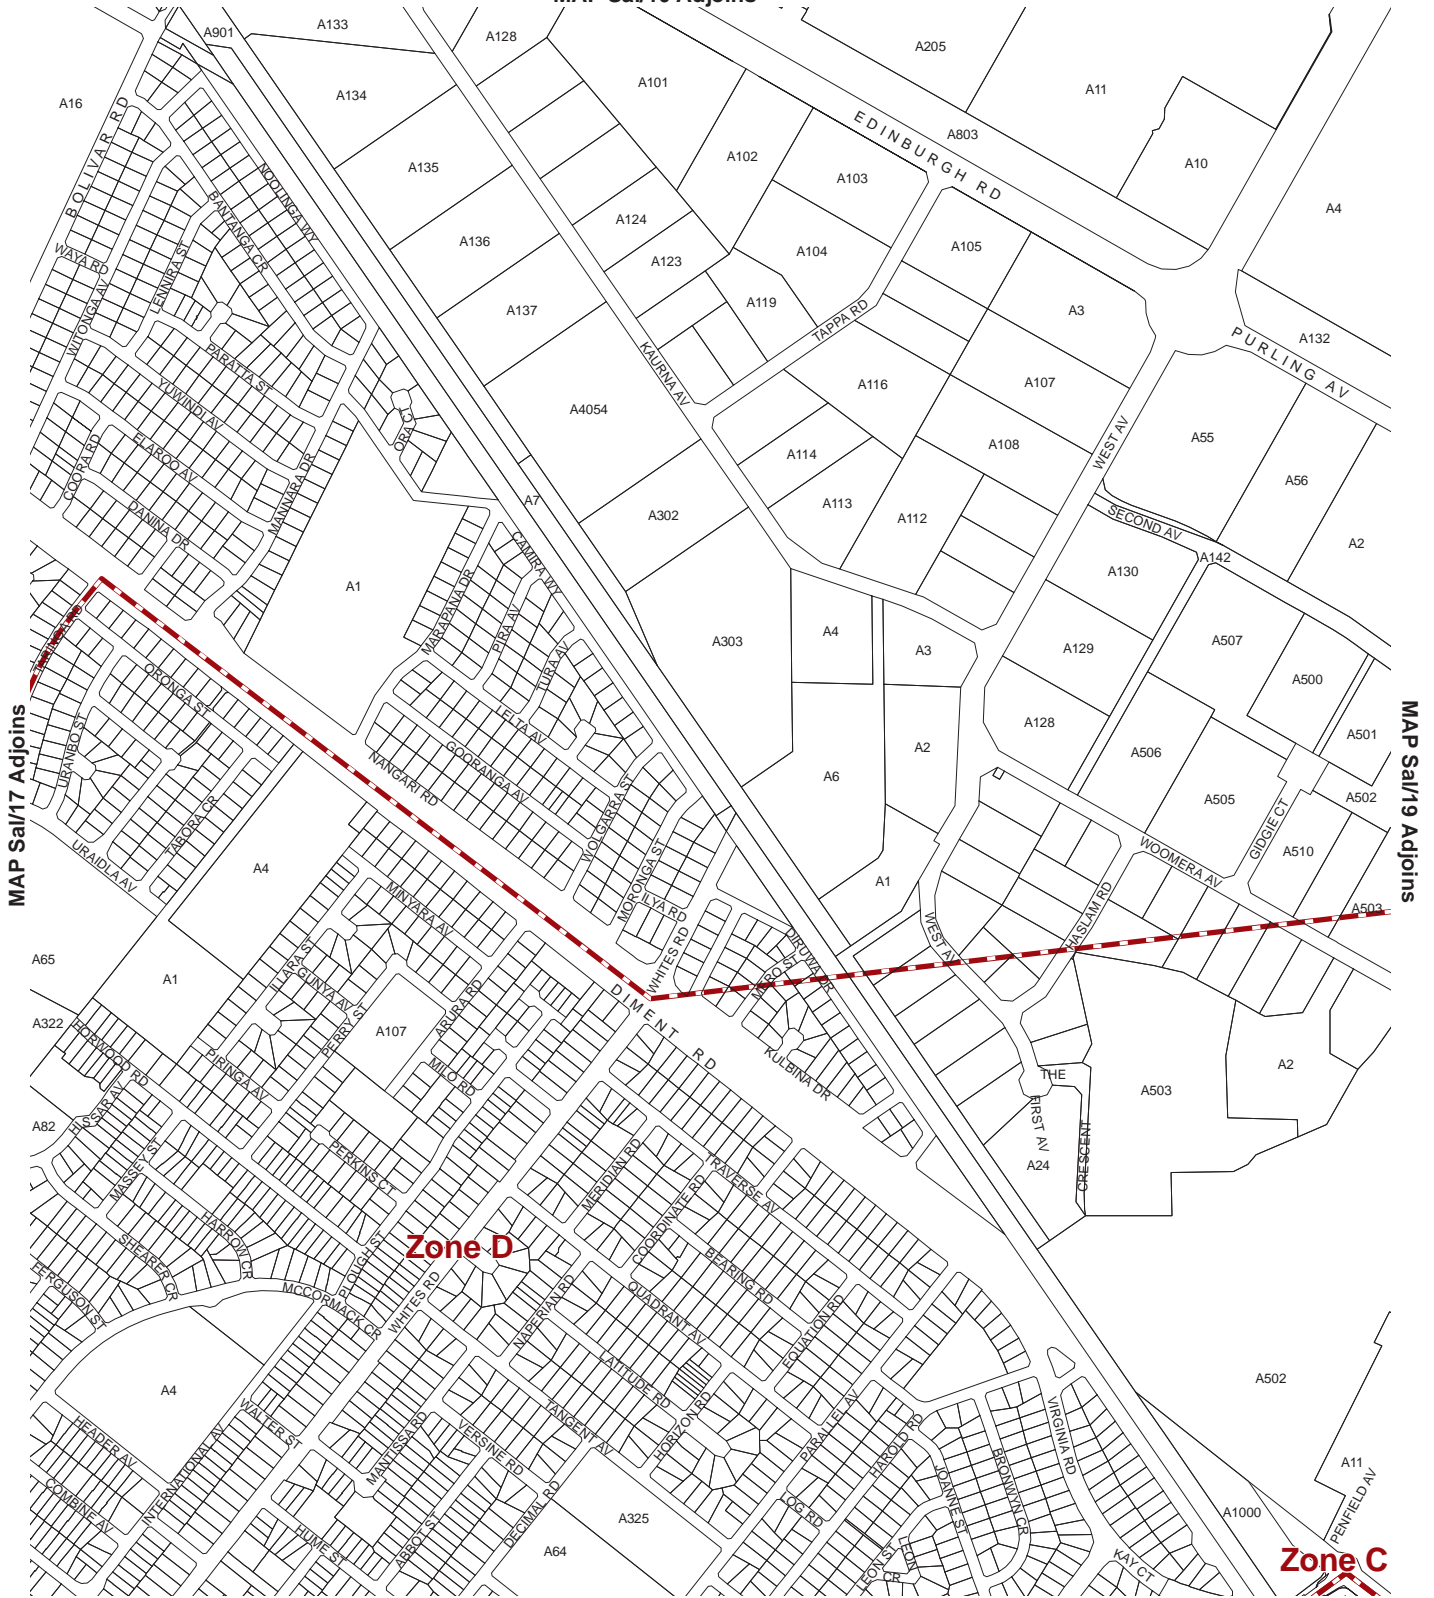 A133
A128
A901
A205
A101
A11
A134
A16
A803
EDINBURGH RD
A102
A10
A135
A103
BOLIVAR RD
NOOLINGA WY
BANTANGA CR
A4
A124
A136
A105
A104
WAYA RD
A123
LENNIRA ST
A119
A137
A3
WITONGA AV
TAPPA RD
A132
PURLING AV
PARATTA ST
KAURNA AV
YUWINDI AV
A116
A107
A4054
ORA CT
A55
WEST AV
A108
ELAROO AV
A114
COORA RD
A56
MANNARA DR
A7
A113
A302
A112
DANINA DR
SECOND AV
A2
A142
CAMIRA WY
A130
A1
MARAPANA DR
PIRA AV
A4
A303
A507
A3
A129
TURA AV
ORONGA ST
A500
LELTA AV
A128
A501
URANBO ST
A2
A506
GOORANGA AV
NANGARI RD
A6
MAP Sal/17 Adjoins
MAP Sal/19 Adjoins
A505
A502
WOLGARRA ST
TABORA CR
GIDGIE CT
URAIDLA AV
A510
WOOMERA AV
A4
MORONGA ST
A1
MINYARA AV
ILYA RD
A503
HASLAM RD
WEST AV
DIRUWA DR
WHITES RD
ILLARA ST
A65
MERO ST
A1
GUNYA AV
DIMENT RD
ARURA RD
A322
PERRY ST
A107
HORWOOD RD
KULBINA DR
PIRINGA AV
MILO RD
A2
THE
A503
HISSAR AV
A82
FIRST AV
MASSEY ST
PERKINS CT
CRESCENT
MERIDIAN RD
TRAVERSE AV
A24
COORDINATE RD
HARROW CR
SHEARER CR
Zone D
PLOUGH ST
BEARING RD
FERGUSON ST
MCCORMACK CR
WHITES RD
NAPERIAN RD
QUADRANT AV
EQUATION RD
LATITUDE RD
A4
A502
WALTER ST
HORIZON RD
TANGENT AV
PARALLEL AV
VIRGINIA RD
HEADER AV
VERSINE RD
MANTISSA RD
HAROLD RD
INTERNATIONAL AV
A11
BRONWYN CR
JOANNE ST
COMBINE AV
DECIMAL RD
LOG RD
A325
PENFIELD AV
A1000
ABBOT ST
HUME ST
A64
LEON CR
KAY CT
Zone C